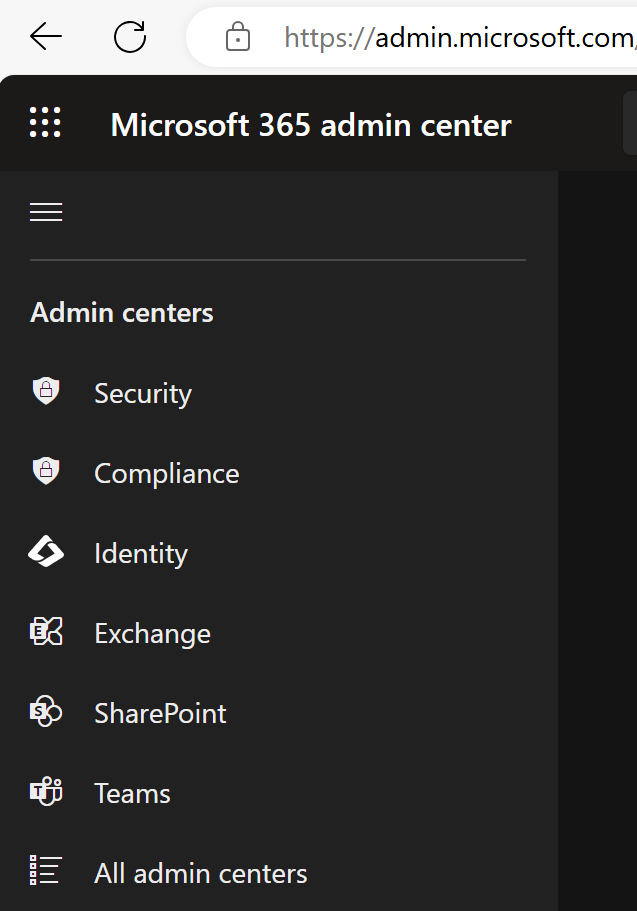 https://admin.microsoft.com/
Microsoft 365 admin center
Admin centers
Security
Compliance
Identity
E Exchange
S SharePoint
T Teams
All admin centers